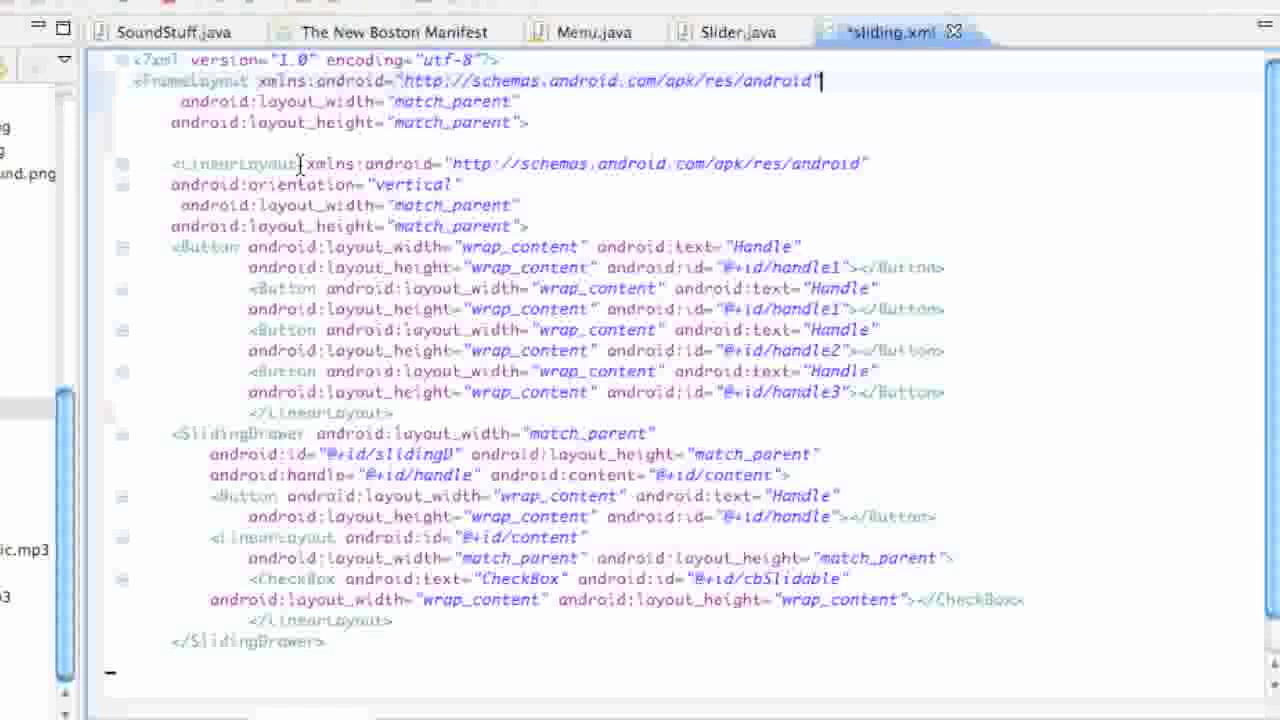 SoundStuff.java The New Boston Manifest Menu.java Slider.java *sliding.xml
<?xml version="1.0" encoding="utf-8"?>
<FrameLayout xmlns:android="http://schemas.android.com/apk/res/android"
android:layout_width="match_parent"
android:layout_height="match_parent">
<LinearLayout xmlns:android="http://schemas.android.com/apk/res/android"
android:orientation="vertical"
android:layout_width="match_parent"
android:layout_height="match_parent">
<Button android:layout_width="wrap_content" android:text="Handle"
android:layout_height="wrap_content" android:id="@+id/handle1"></Button>
<Button android:layout_width="wrap_content" android:text="Handle"
android:layout_height="wrap_content" android:id="@+id/handle1"></Button>
<Button android:layout_width="wrap_content" android:text="Handle"
android:layout_height="wrap_content" android:id="@+id/handle2"></Button>
<Button android:layout_width="wrap_content" android:text="Handle"
android:layout_height="wrap_content" android:id="@+id/handle3"></Button>
</LinearLayout>
<SlidingDrawer android:layout_width="match_parent"
android:id="@+id/slidingD" android:layout_height="match_parent"
android:handle="@+id/handle" android:content="@+id/content">
<Button android:layout_width="wrap_content" android:text="Handle"
android:layout_height="wrap_content" android:id="@+id/handle"></Button>
<LinearLayout android:id="@+id/content"
android:layout_width="match_parent" android:layout_height="match_parent">
<CheckBox android:text="CheckBox" android:id="@+id/cbSlidable"
android:layout_width="wrap_content" android:layout_height="wrap_content"></CheckBox>
</LinearLayout>
</SlidingDrawer>
und.png
ic.mp3